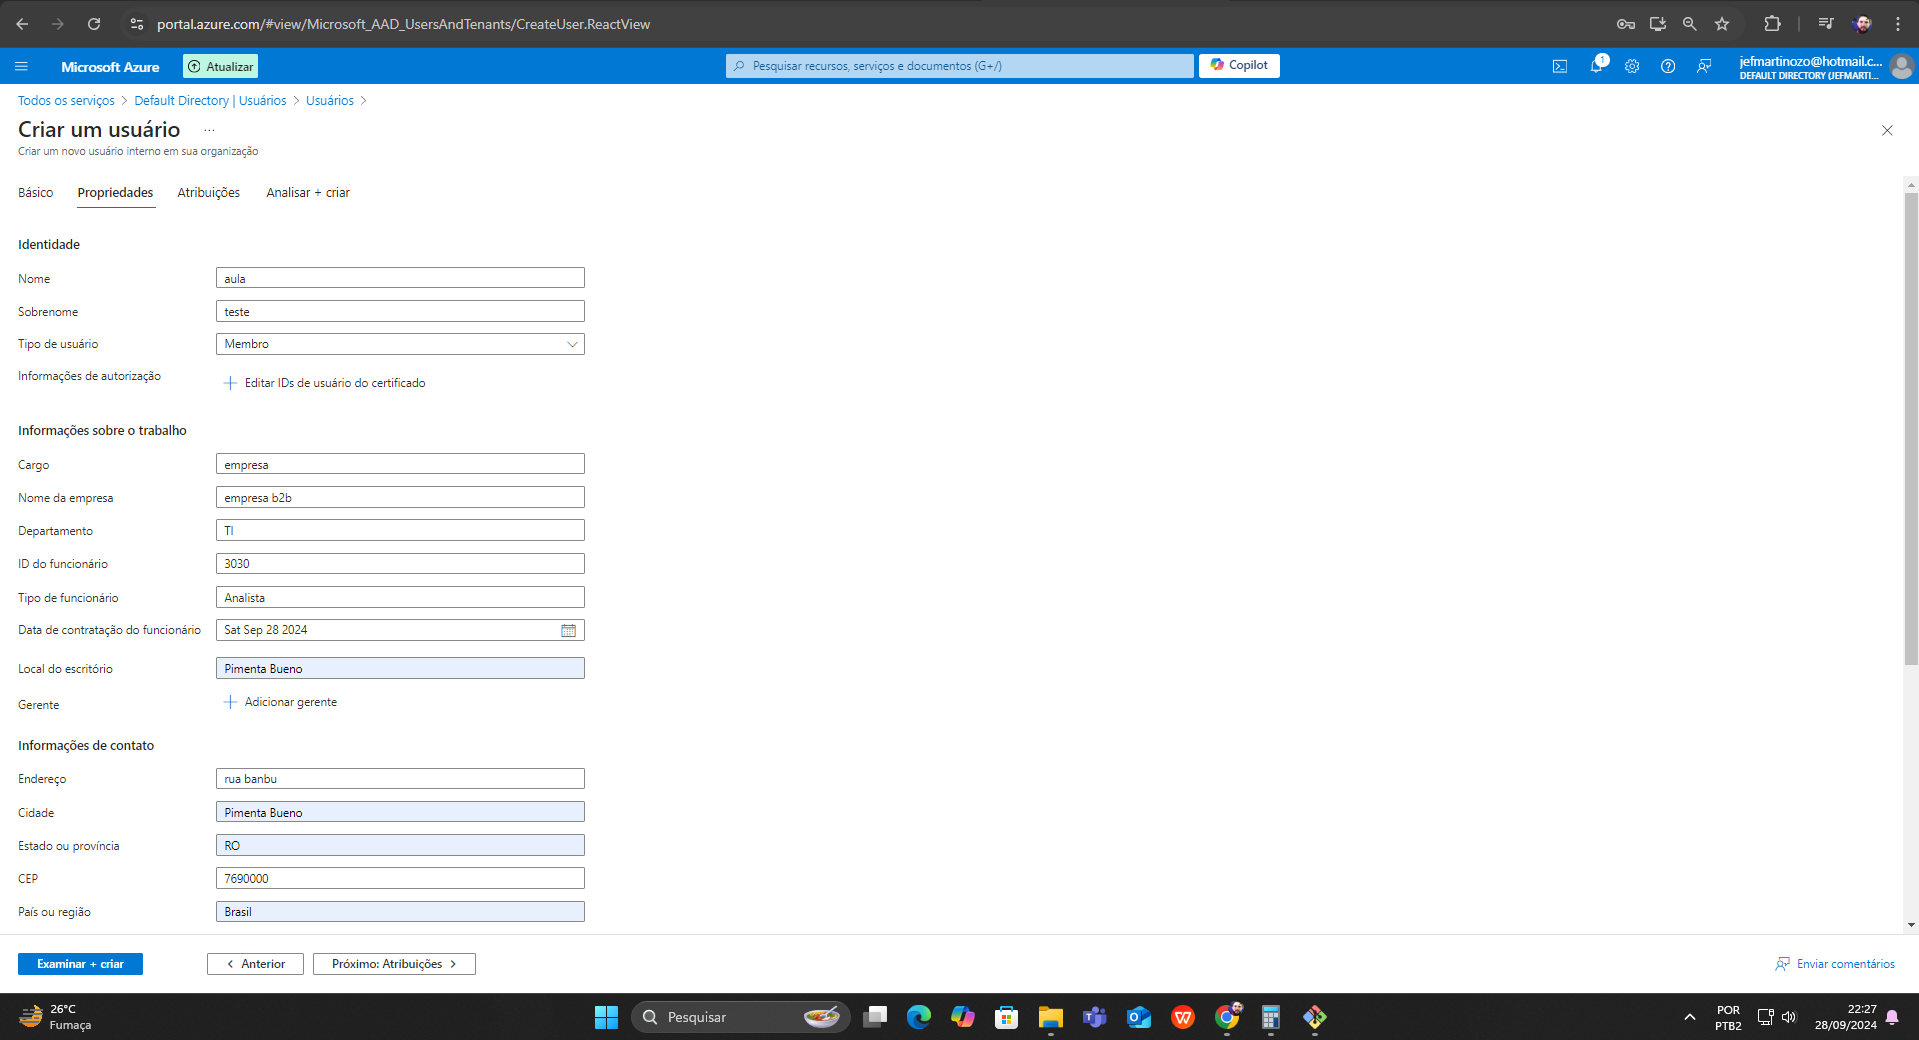 portal.azure.com/#view/Microsoft_AAD_UsersAndTenants/CreateUser.ReactView
Microsoft Azure
Atualizar
Pesquisar recursos, serviços e documentos (G+/)
Copilot
1
jefmartinozo@hotmail.c...
DEFAULT DIRECTORY (JEFMARTI...
Todos os serviços > Default Directory | Usuários > Usuários >
Criar um usuário ...
Criar um novo usuário interno em sua organização
Básico Propriedades Atribuições Analisar + criar
Identidade
Nome aula
Sobrenome teste
Tipo de usuário Membro
Informações de autorização
+ Editar IDs de usuário do certificado
Informações sobre o trabalho
Cargo empresa
Nome da empresa empresa b2b
Departamento TI
ID do funcionário 3030
Tipo de funcionário Analista
Data de contratação do funcionário Sat Sep 28 2024
Local do escritório Pimenta Bueno
Gerente + Adicionar gerente
Informações de contato
Endereço rua banbu
Cidade Pimenta Bueno
Estado ou província RO
CEP 7690000
País ou região Brasil
Examinar + criar
< Anterior
Próximo: Atribuições >
Enviar comentários
26°C
Fumaça
Pesquisar
POR
PTB2
22:27
28/09/2024